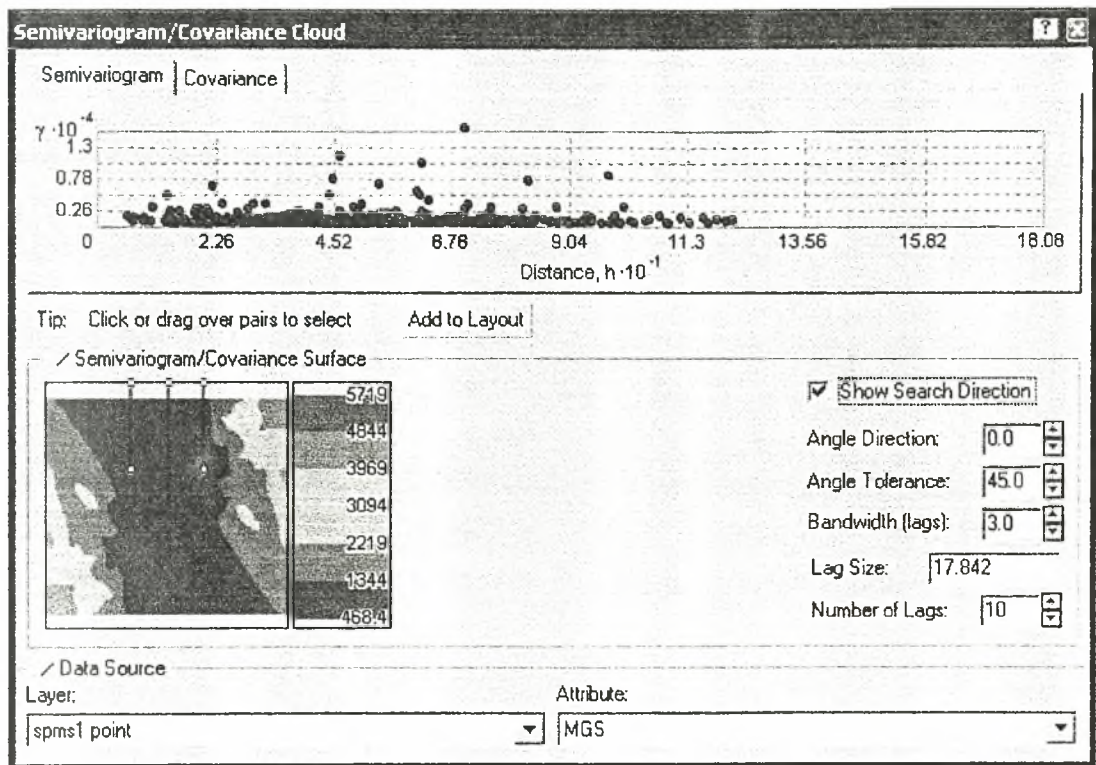 Semivariogram/Covariance Cloud
Semivariogram Covariance
γ ·10⁻⁴
1.3
0.78
0.26
0 2.26 4.52 6.78 9.04 11.3 13.56 15.82 18.08
Distance, h ·10⁻¹
Tip: Click or drag over pairs to select Add to Layout
Semivariogram/Covariance Surface
5719
4844
3969
3094
2219
1344
468.4
Show Search Direction
Angle Direction: 0.0
Angle Tolerance: 45.0
Bandwidth (lags): 3.0
Lag Size: 17.842
Number of Lags: 10
Data Source
Layer: Attribute:
spms1 point MGS